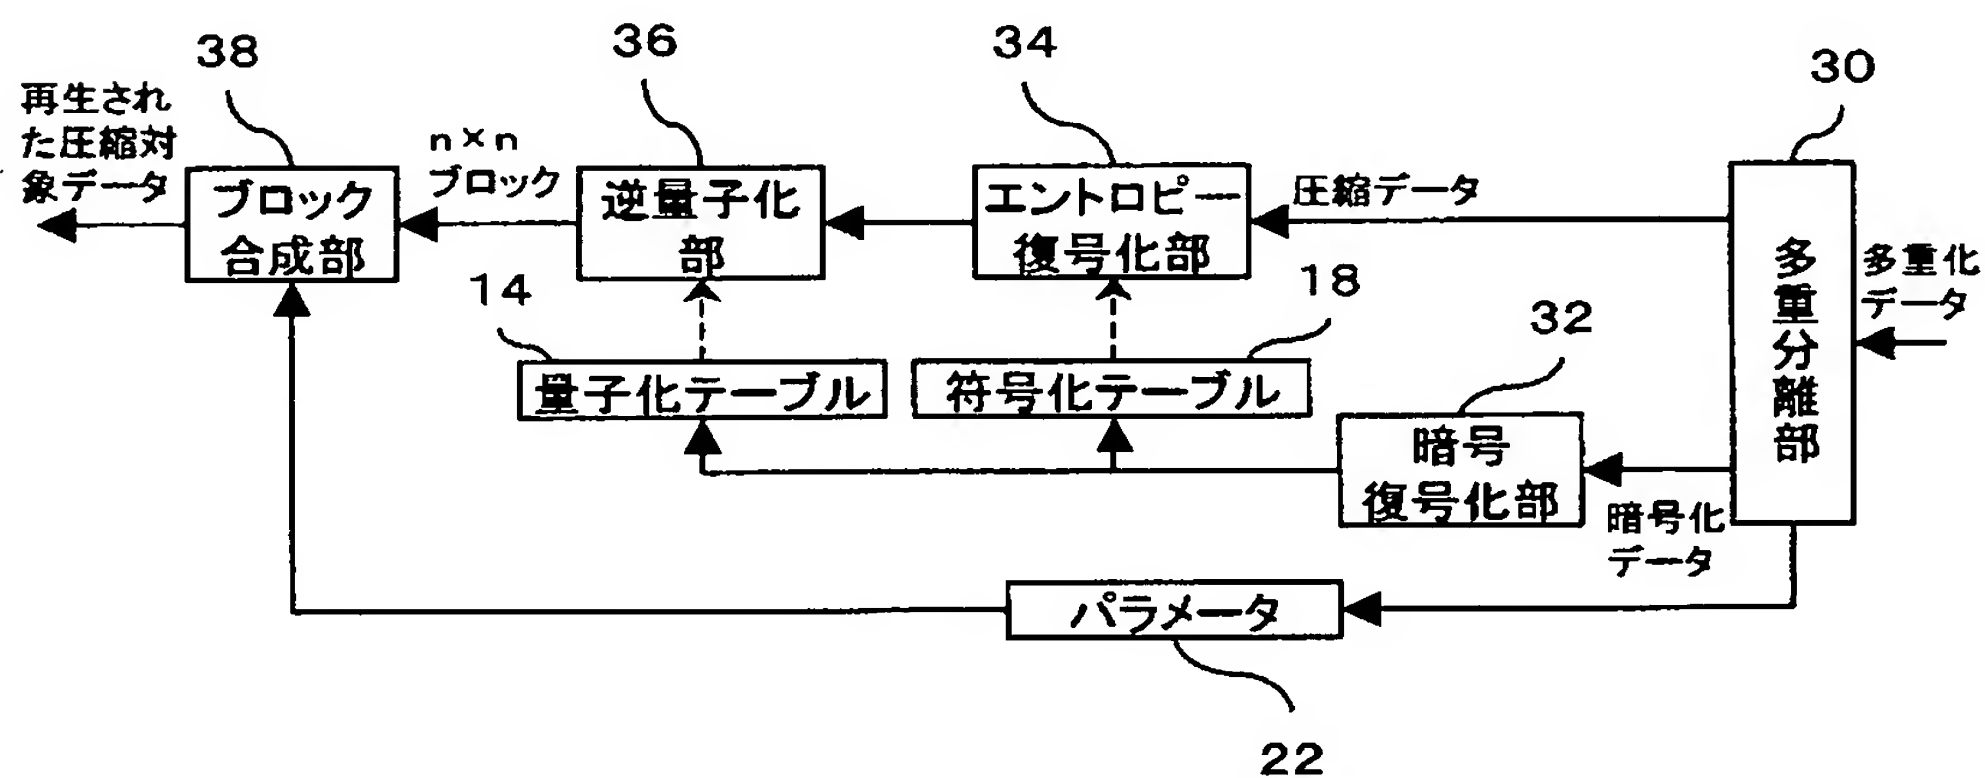 38
36
34
30
再生され
た圧縮対
象データ
n×n
ブロック
ブロック
合成部
逆量子化
部
エントロピー
復号化部
圧縮データ
多重分離部
多重化
データ
14
18
32
量子化テーブル
符号化テーブル
暗号
復号化部
暗号化
データ
パラメータ
22